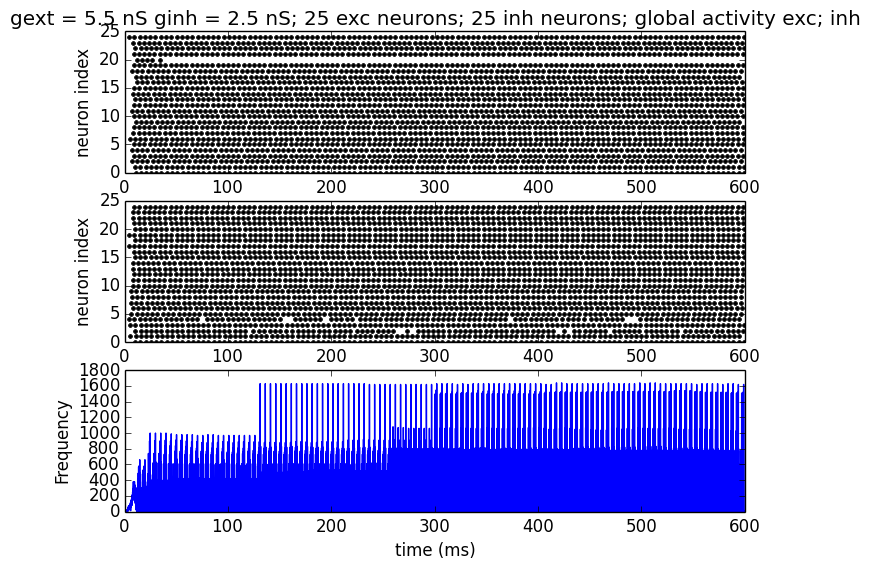 gext = 5.5 nS ginh = 2.5 nS; 25 exc neurons; 25 inh neurons; global activity exc; inh
25
20
15
10
5
0
neuron index
0 100 200 300 400 500 600
25
20
15
10
5
0
neuron index
0 100 200 300 400 500 600
1800
1600
1400
1200
1000
800
600
400
200
0
Frequency
0 100 200 300 400 500 600
time (ms)